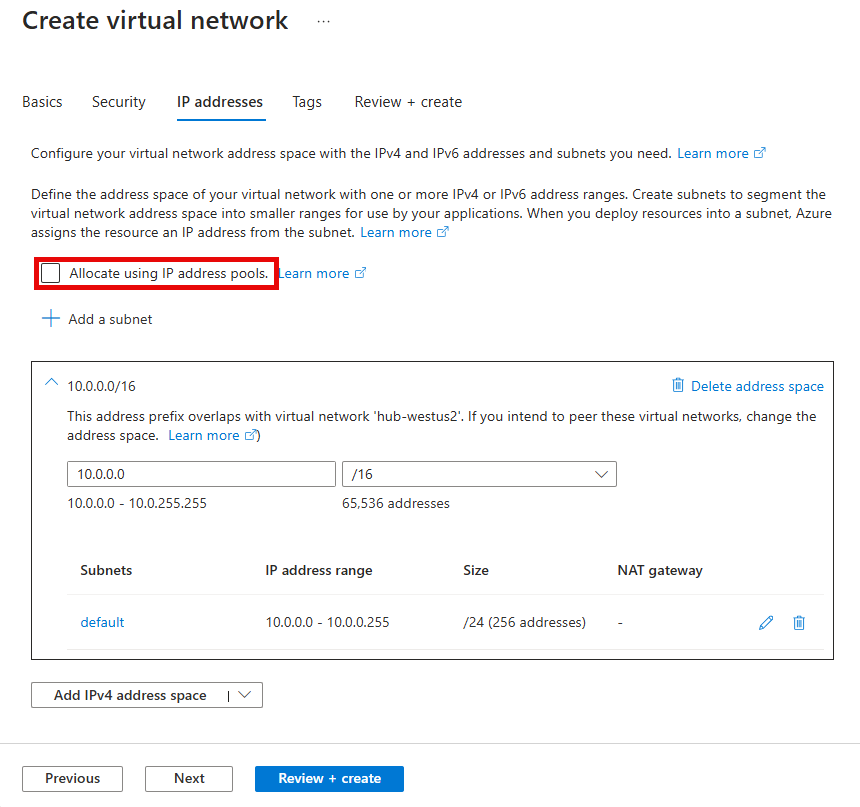 Create virtual network ...
Basics Security IP addresses Tags Review + create
Configure your virtual network address space with the IPv4 and IPv6 addresses and subnets you need. Learn more
Define the address space of your virtual network with one or more IPv4 or IPv6 address ranges. Create subnets to segment the
virtual network address space into smaller ranges for use by your applications. When you deploy resources into a subnet, Azure
assigns the resource an IP address from the subnet. Learn more
Allocate using IP address pools. Learn more
Add a subnet
10.0.0.0/16 Delete address space
This address prefix overlaps with virtual network 'hub-westus2'. If you intend to peer these virtual networks, change the
address space. Learn more )
10.0.0.0 /16
10.0.0.0 - 10.0.255.255 65,536 addresses
Subnets IP address range Size NAT gateway
default 10.0.0.0 - 10.0.0.255 /24 (256 addresses) -
Add IPv4 address space |
Previous Next Review + create